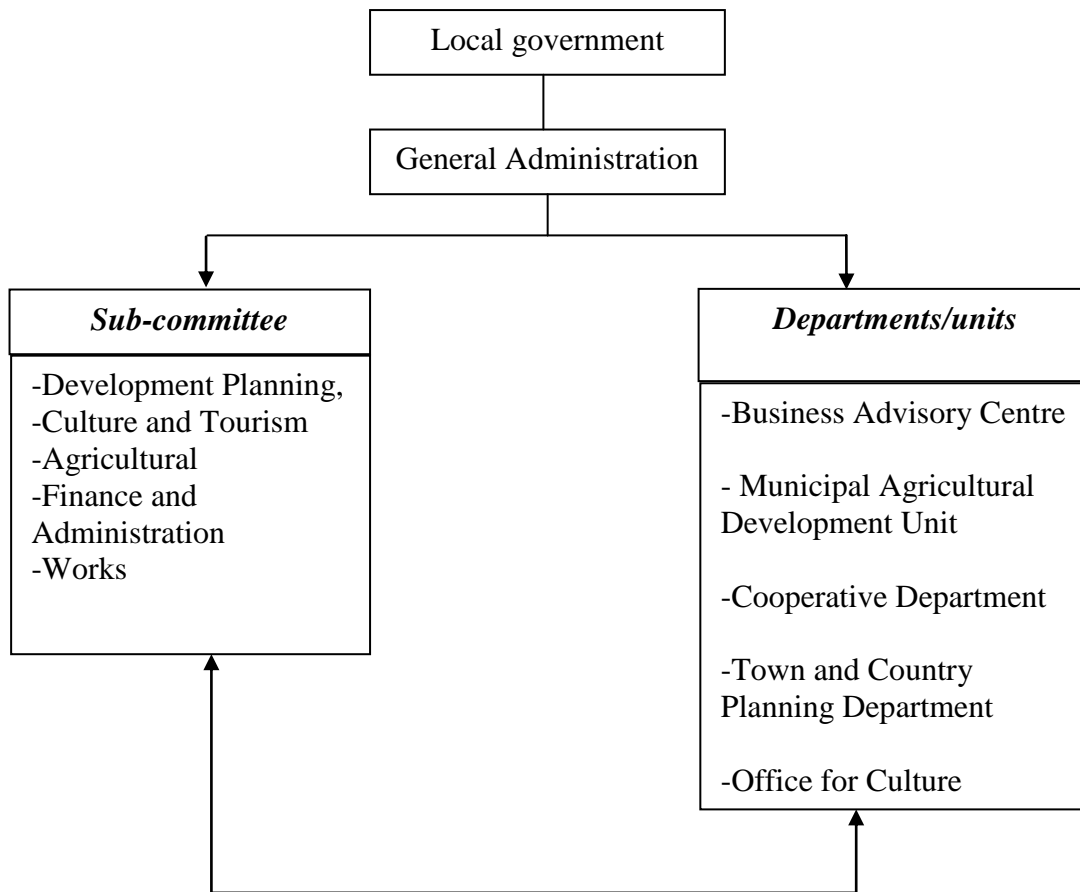 Local government
General Administration
Sub-committee
-Development Planning,
-Culture and Tourism
-Agricultural
-Finance and
Administration
-Works
Departments/units
-Business Advisory Centre
- Municipal Agricultural
Development Unit
-Cooperative Department
-Town and Country
Planning Department
-Office for Culture